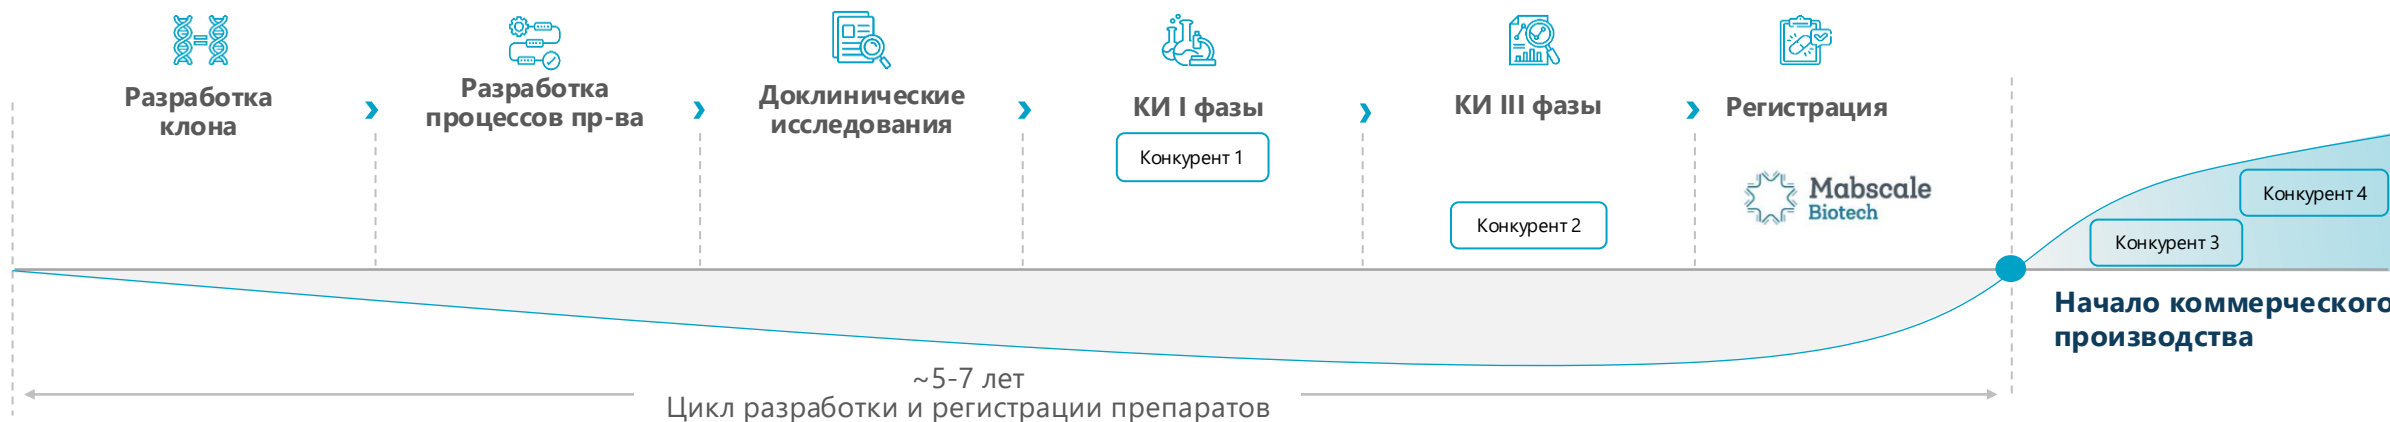 Разработка
клона
Разработка
процессов пр-ва
Доклинические
исследования
КИ I фазы
КИ III фазы
Регистрация
Конкурент 1
Конкурент 2
Mabscale
Biotech
Конкурент 4
Конкурент 3
Начало коммерческого
производства
~5-7 лет
Цикл разработки и регистрации препаратов